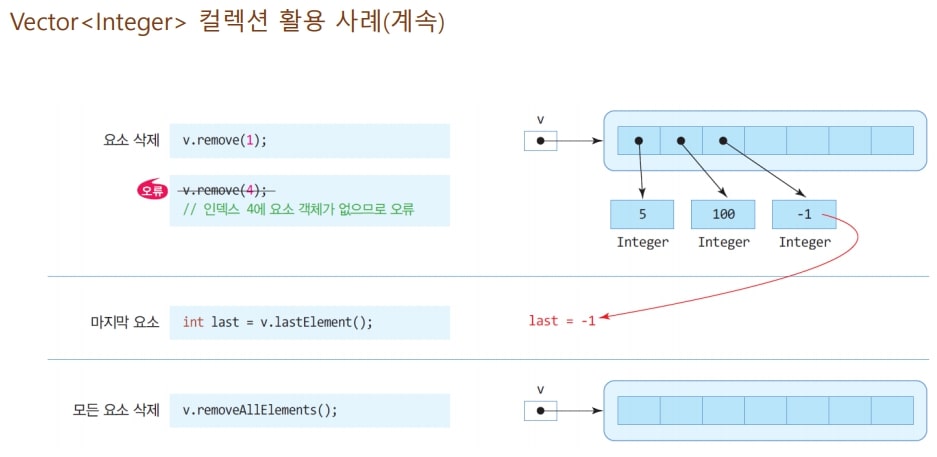 Vector<Integer> 컬렉션 활용 사례(계속)
요소 삭제
v.remove(1);
오류
v.remove(4);
// 인덱스 4에 요소 객체가 없으므로 오류
v
5
100
-1
Integer
Integer
Integer
마지막 요소
int last = v.lastElement();
last = -1
모든 요소 삭제
v.removeAllElements();
v